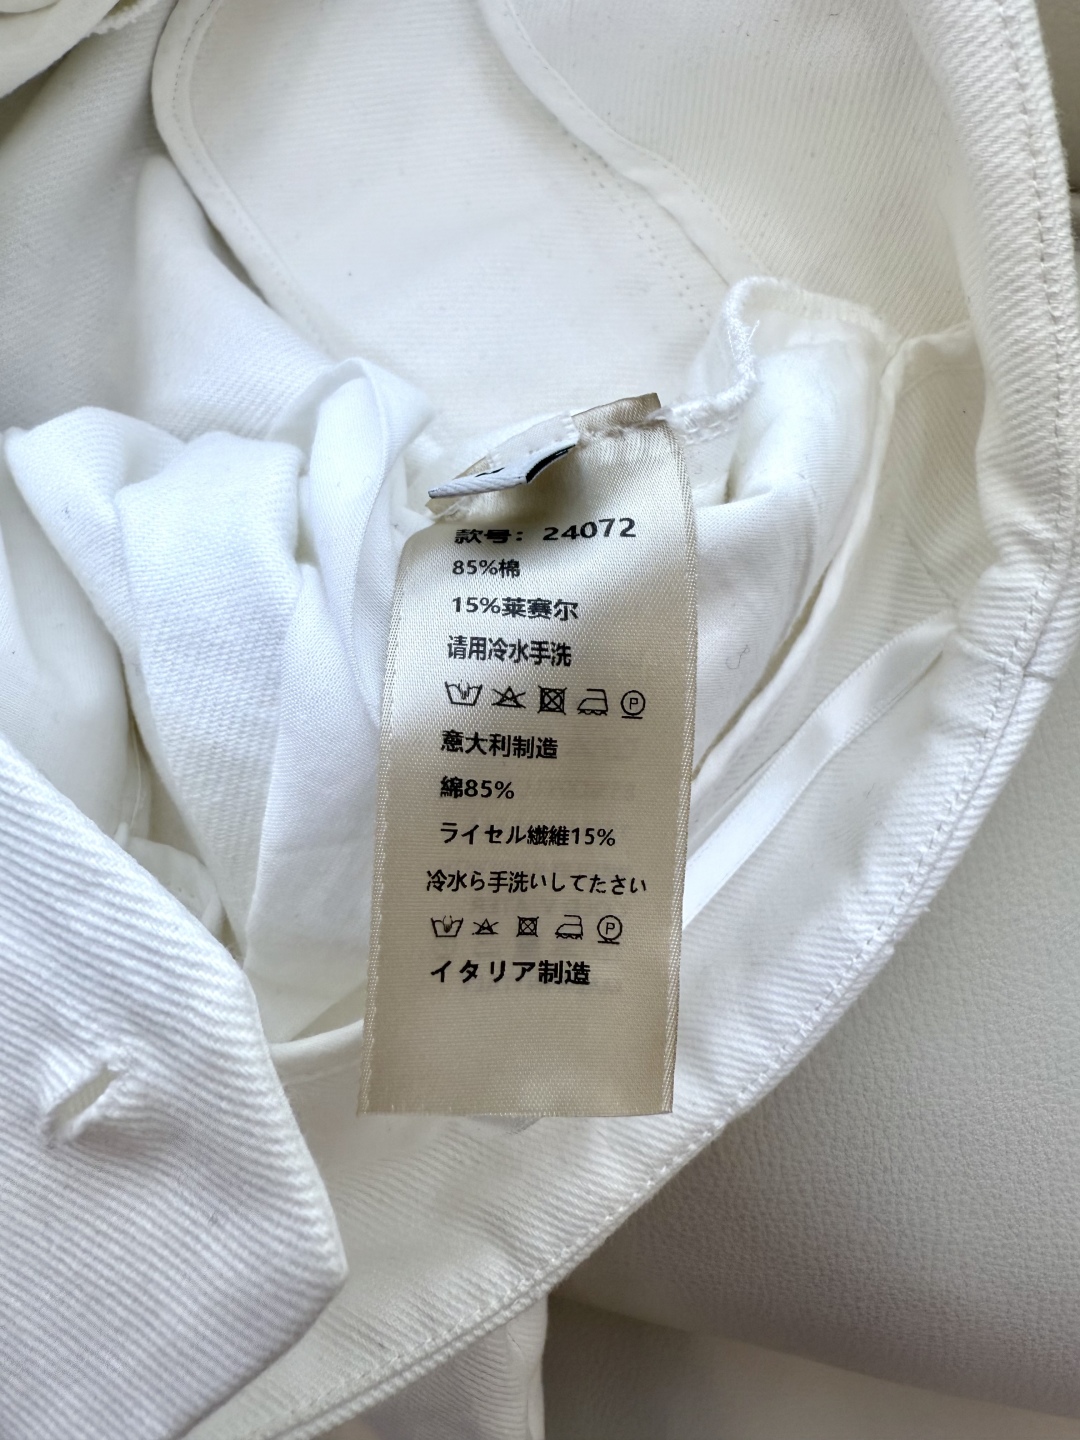 款号：24072
85%棉
15%莱赛尔
请用冷水手洗
P
意大利制造
綿85%
ライセル繊維15%
冷水ら手洗いしてたさい
P
イタリア制造